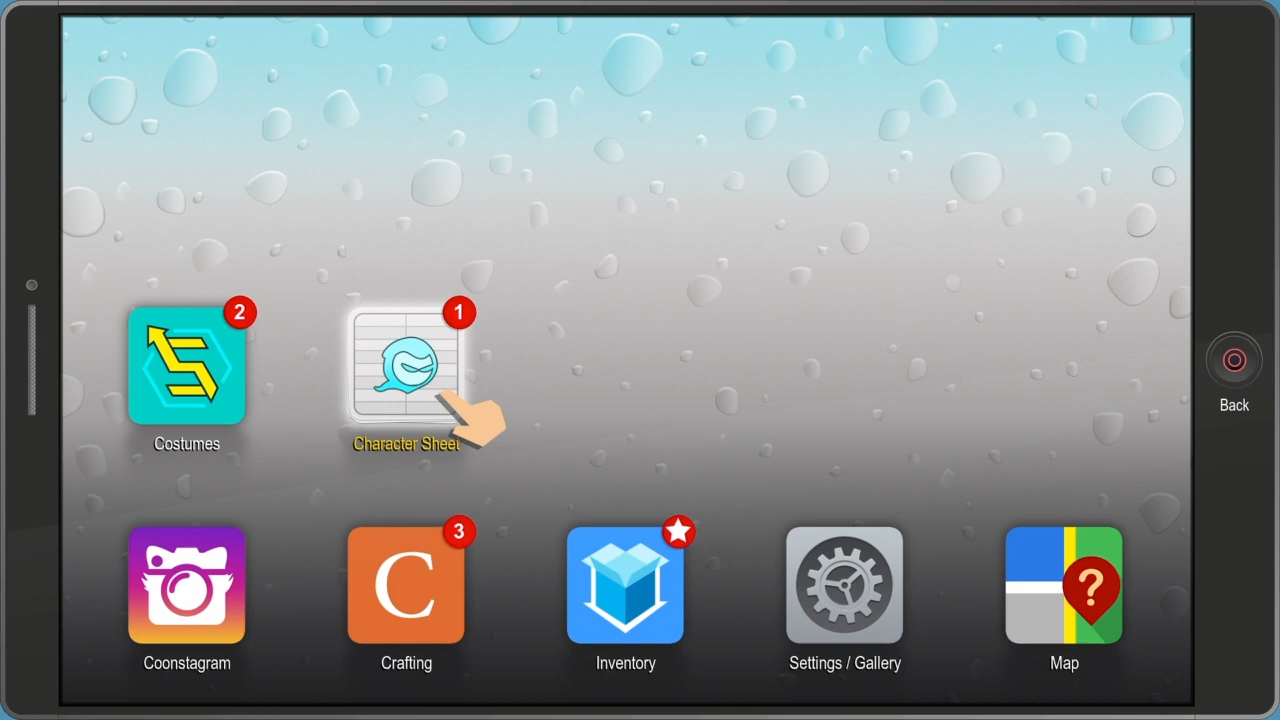 2
1
Costumes
Character Sheet
Back
3
C
?
Coonstagram
Crafting
Inventory
Settings / Gallery
Map